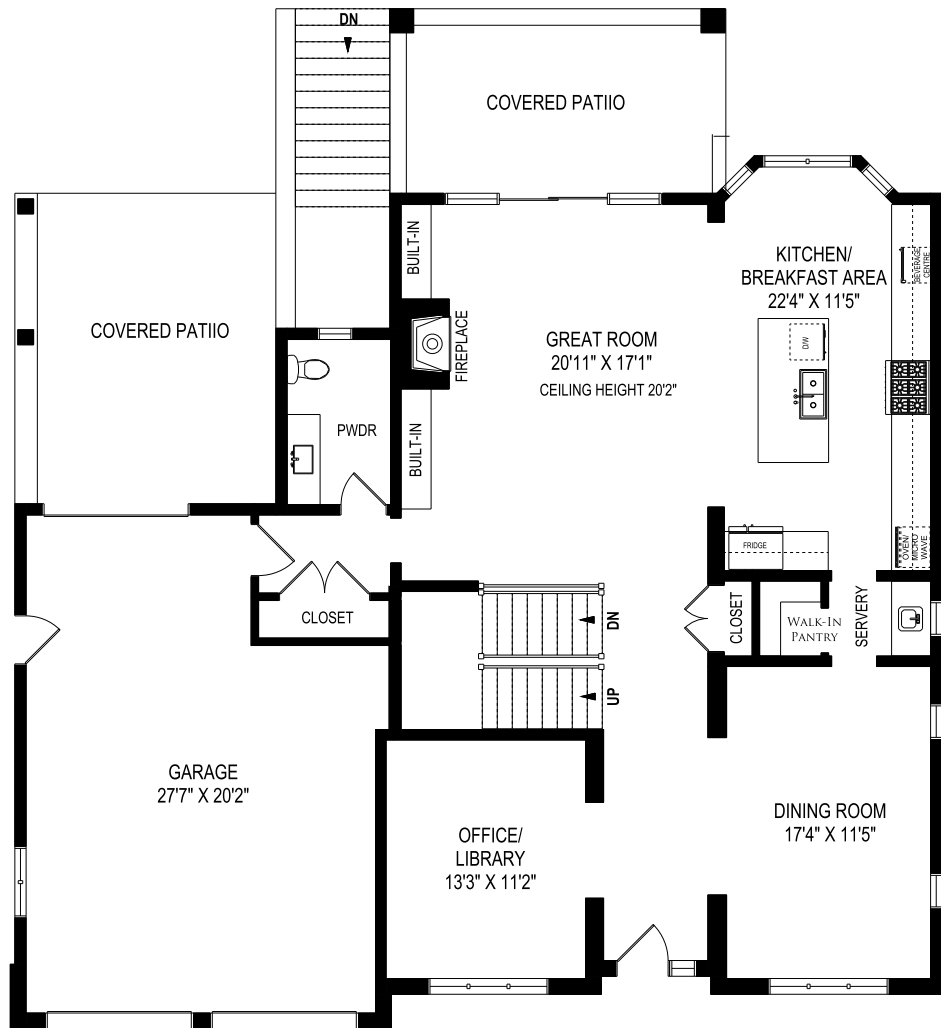 DN
COVERED PATIIO
COVERED PATIIO
BUILT-IN
FIREPLACE
BUILT-IN
GREAT ROOM
20'11" X 17'1"
CEILING HEIGHT 20'2"
KITCHEN/
BREAKFAST AREA
22'4" X 11'5"
BEVERAGE
CENTRE
D/W
PWDR
FRIDGE
OVEN/
MICRO
WAVE
CLOSET
DN
UP
CLOSET
WALK-IN
PANTRY
SERVERY
GARAGE
27'7" X 20'2"
OFFICE/
LIBRARY
13'3" X 11'2"
DINING ROOM
17'4" X 11'5"